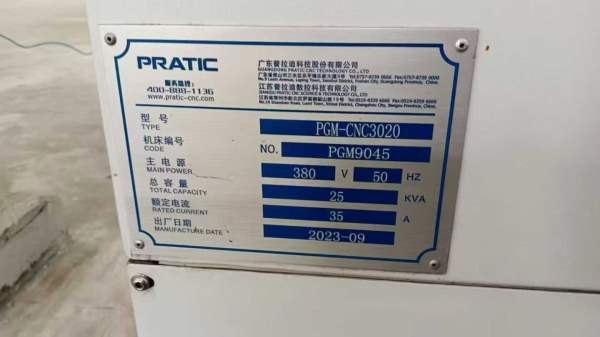 PRATIC
服务热线:
400-883-1136
www.pratic-cnc.com
广东普拉迪科技股份有限公司
GUANGDONG PRATIC CNC TECHNOLOGY CO., LTD
江苏普拉迪数控科技有限公司
JIANGSU PRATIC CNC SCIENCE & TECHNOLOGY CO., LTD
型号 PGM-CNC3020
TYPE
机床编号 NO. PGM9045
主电源 380 V 50 HZ
MAIN POWER
总容量 25 KVA
TOTAL CAPACITY
额定电流 35 A
RATED CURRENT
出厂日期 2023-09
MANUFACTURE DATE